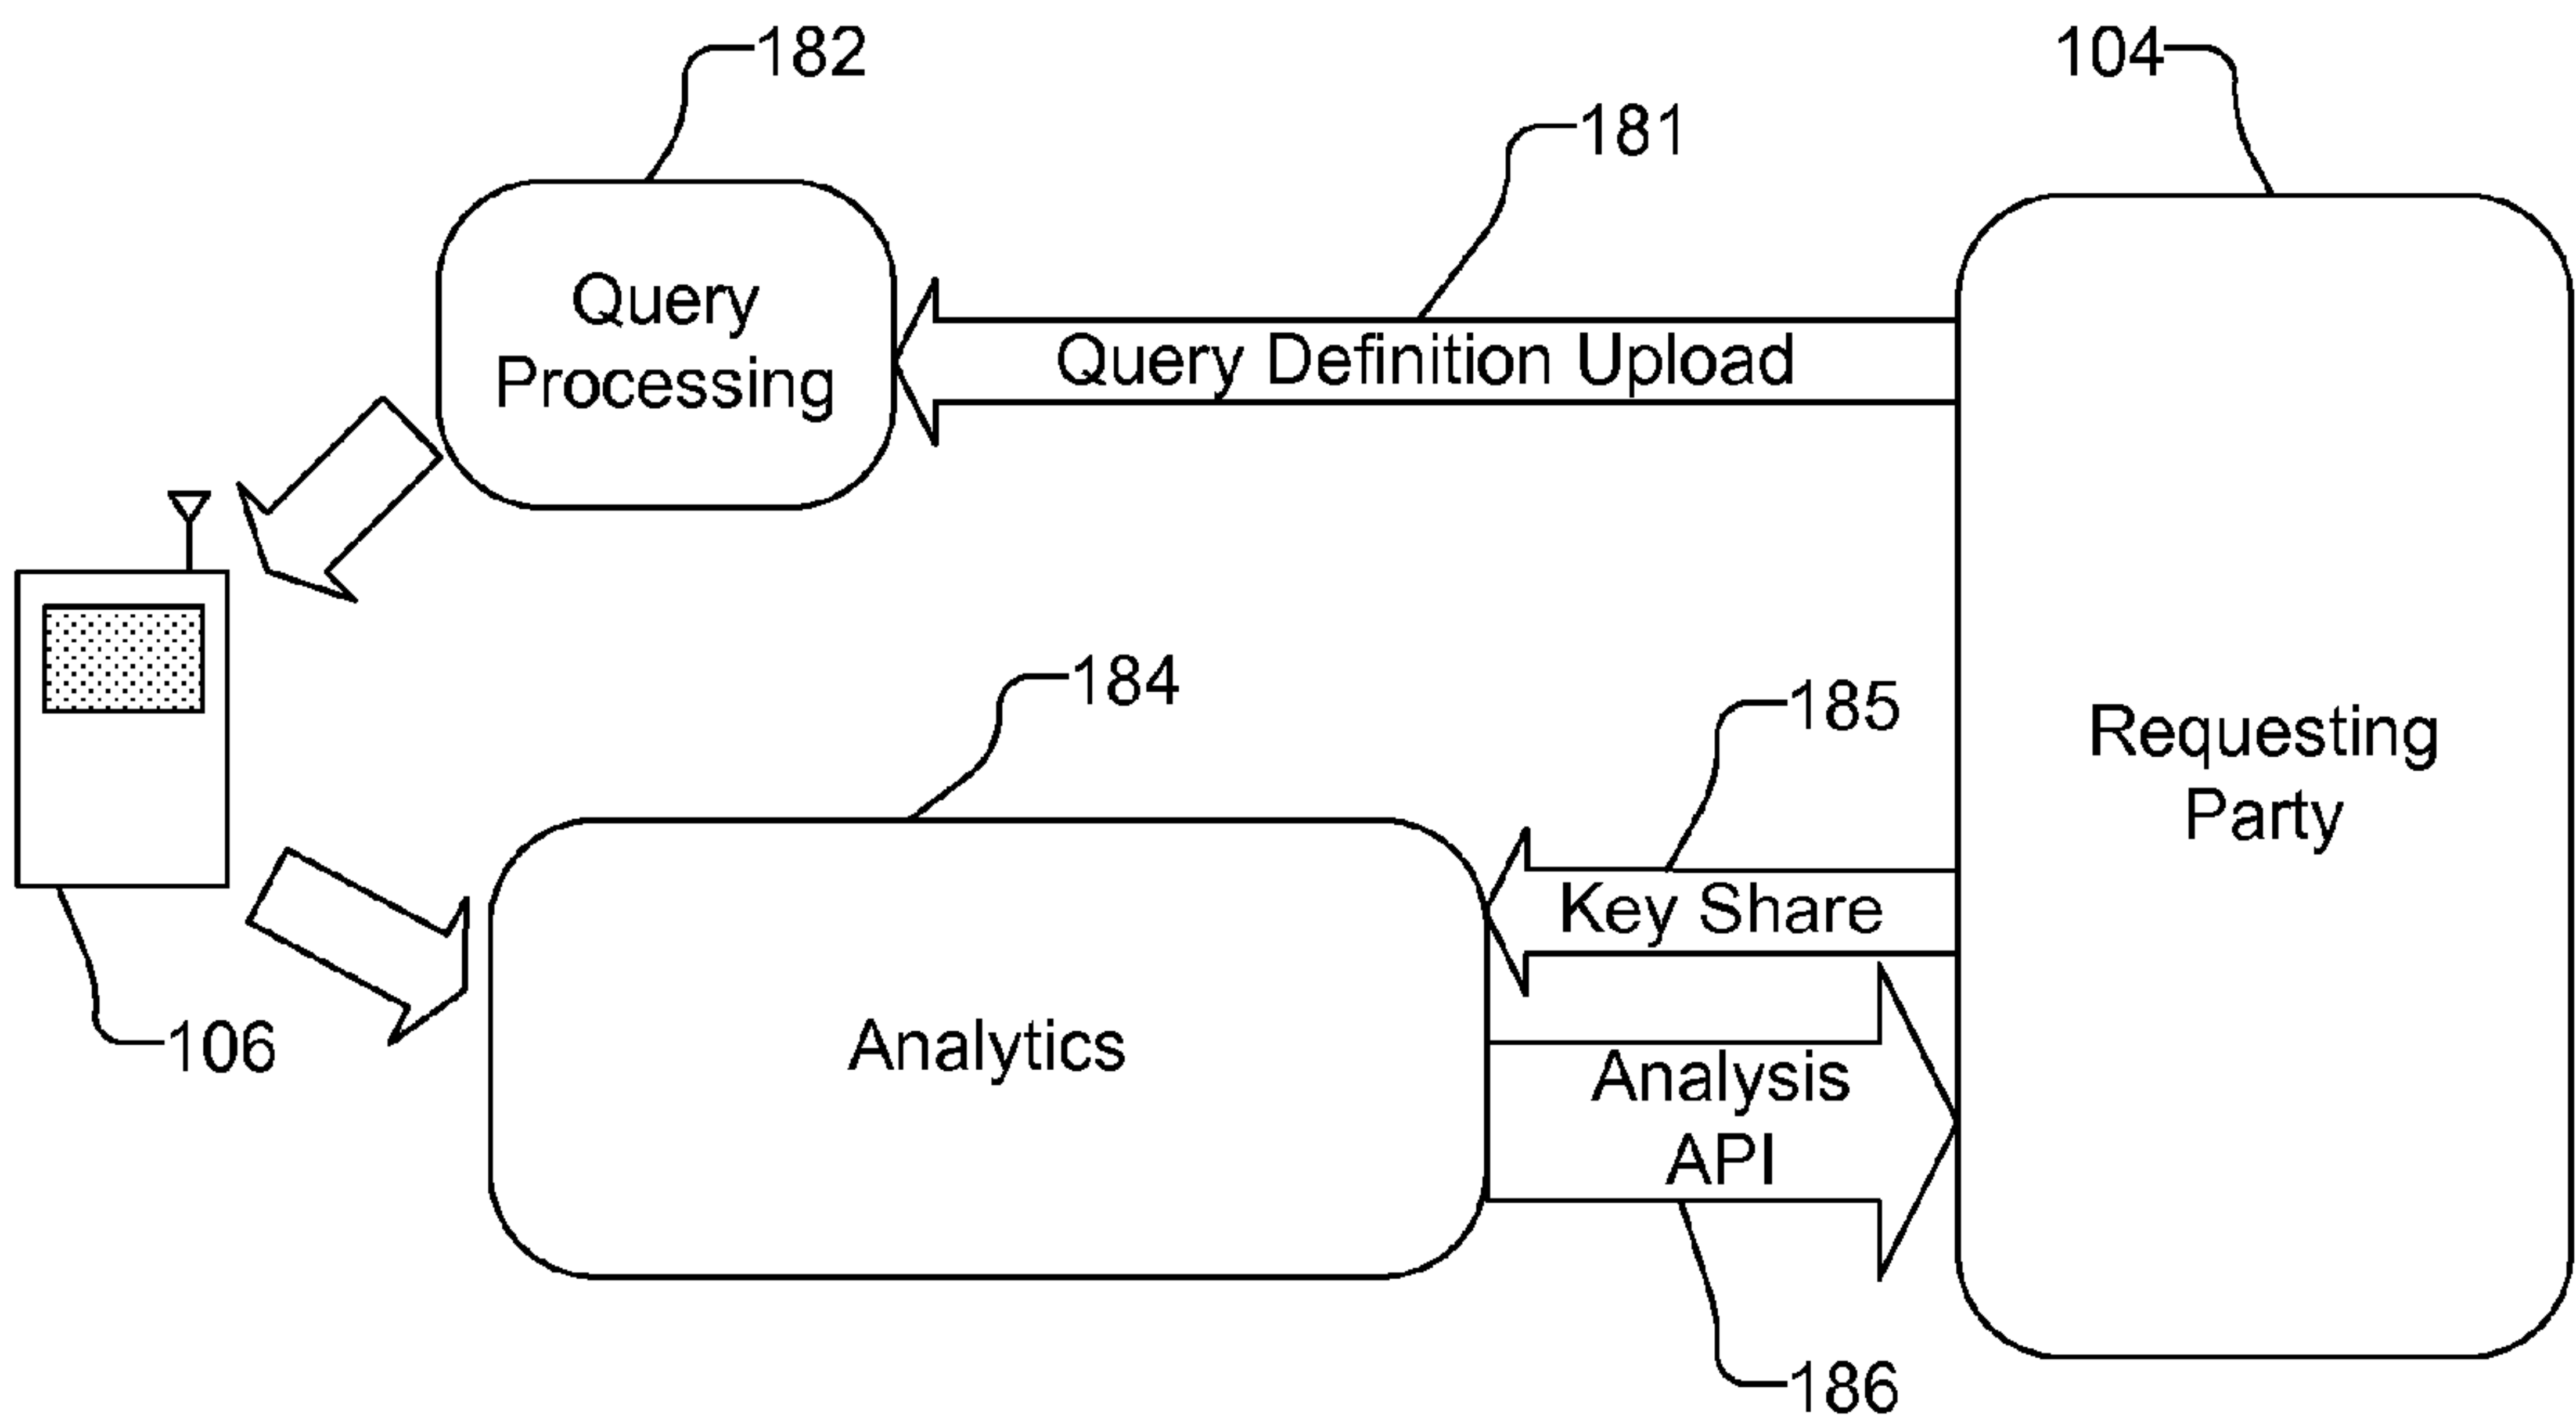 182
104
181
Query
Processing
Query Definition Upload
184
185
Requesting
Party
Key Share
106
Analytics
Analysis
API
186